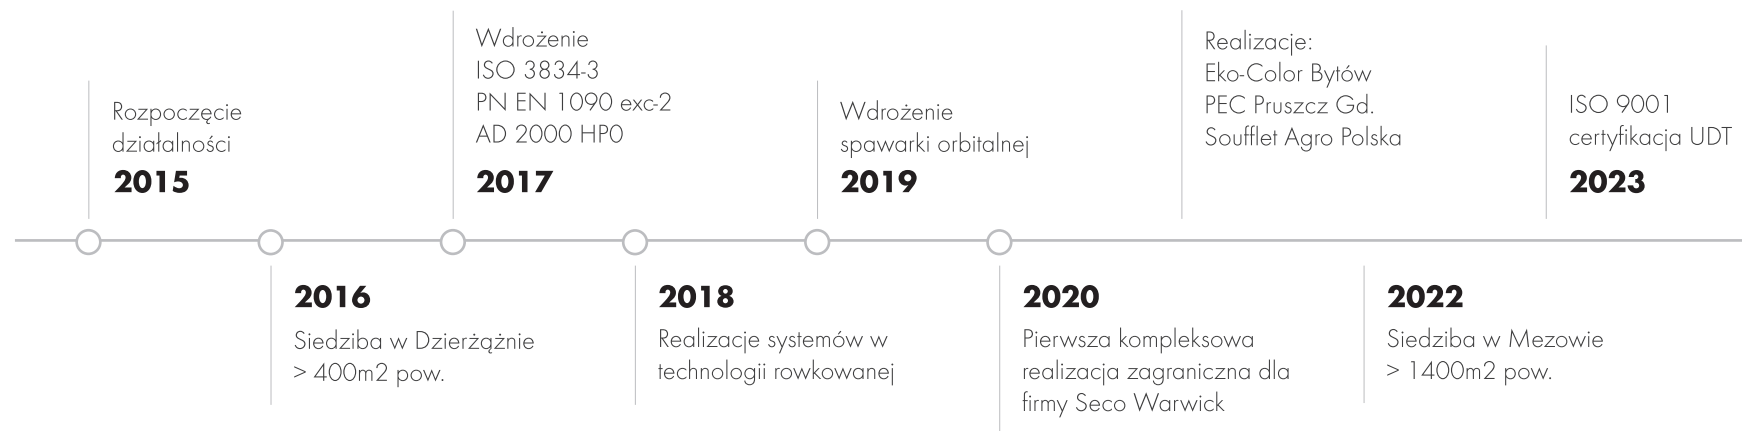 Rozpoczęcie
działalności
2015
2016
Siedziba w Dzierżążnie
> 400m2 pow.
Wdrożenie
ISO 3834-3
PN EN 1090 exc-2
AD 2000 HP0
2017
2018
Realizacje systemów w
technologii rowkowanej
Wdrożenie
spawarki orbitalnej
2019
2020
Pierwsza kompleksowa
realizacja zagraniczna dla
firmy Seco Warwick
Realizacje:
Eko-Color Bytów
PEC Pruszcz Gd.
Soufflet Agro Polska
2022
Siedziba w Mezowie
> 1400m2 pow.
ISO 9001
certyfikacja UDT
2023